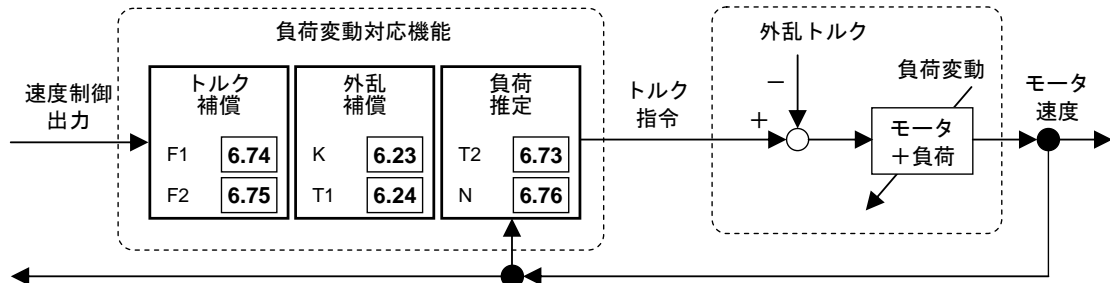 負荷変動対応機能
外乱トルク
速度制御
出力
トルク
補償
F1 6.74
F2 6.75
外乱
補償
K 6.23
T1 6.24
負荷
推定
T2 6.73
N 6.76
トルク
指令
−
+
負荷変動
モータ
+負荷
モータ
速度